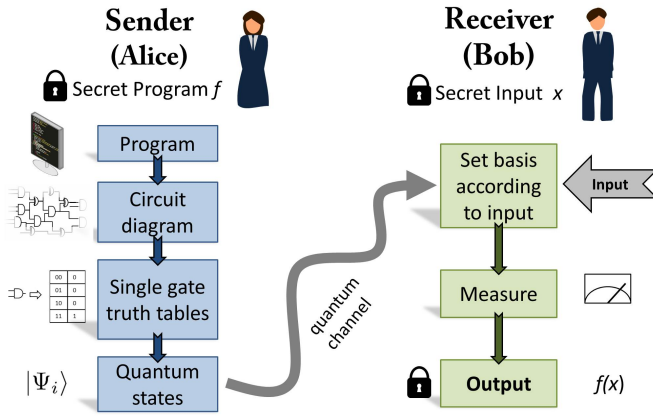 Sender
(Alice)
Secret Program f
Program
Circuit
diagram
00 0
01 0
10 0
11 1
Single gate
truth tables
|Ψi⟩
Quantum
states
quantum
channel
Receiver
(Bob)
Secret Input x
Set basis
according
to input
Input
Measure
Output
f(x)